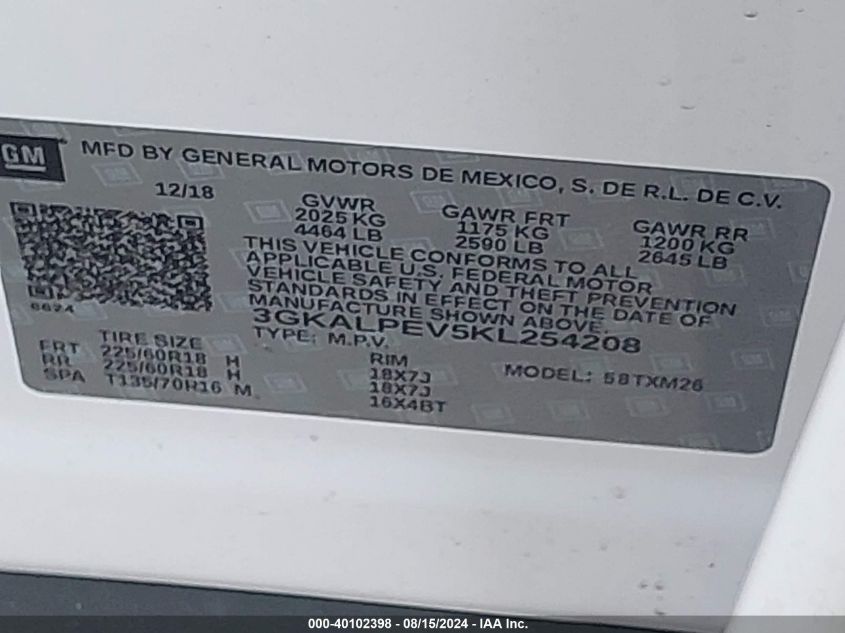 GM MFD BY GENERAL MOTORS DE MEXICO, S. DE R.L. DE C.V.
12/18
GVWR
2025 KG
4464 LB
GAWR FRT
1175 KG
2590 LB
GAWR RR
1200 KG
2645 LB
THIS VEHICLE CONFORMS TO ALL
APPLICABLE U.S. FEDERAL MOTOR
VEHICLE SAFETY AND THEFT PREVENTION
STANDARDS IN EFFECT ON THE DATE OF
MANUFACTURE SHOWN ABOVE.
3GKALPEV5KL254208
TYPE: M.P.V.
MODEL: 58TXM26
TIRE SIZE RIM
FRT 225/60R18 H 18X7J
RR 225/60R18 H 18X7J
SPA T135/70R16 M 16X4BT
000-40102398 - 08/15/2024 - IAA Inc.